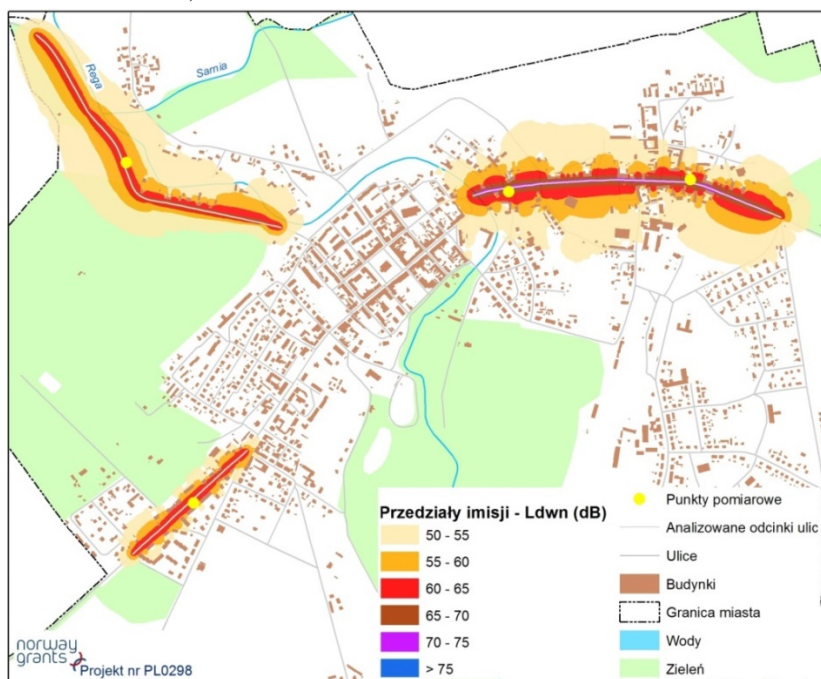 Rega
Samia
Przedziały imisji - Ldwn (dB)
50 - 55
55 - 60
60 - 65
65 - 70
70 - 75
> 75
Punkty pomiarowe
Analizowane odcinki ulic
Ulice
Budynki
Granica miasta
Wody
Zieleń
norway
grants
Projekt nr PL0298